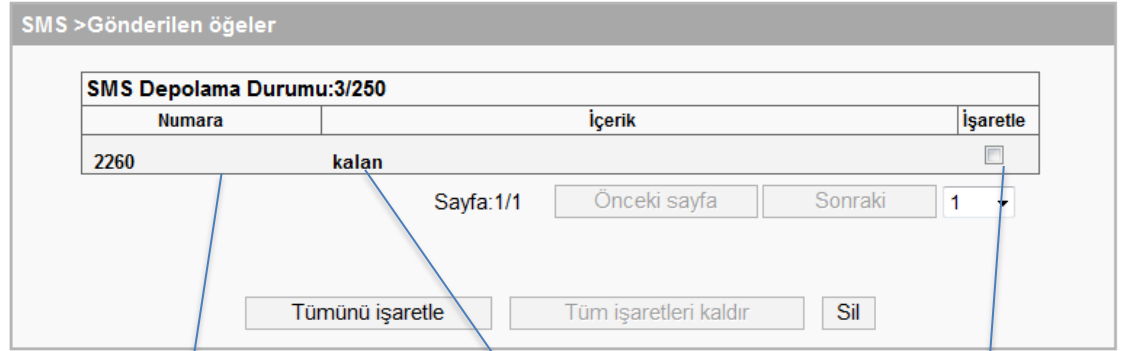 SMS >Gönderilen öğeler
SMS Depolama Durumu:3/250
Numara İçerik İşaretle
2260 kalan
Sayfa:1/1 Önceki sayfa Sonraki 1
Tümünü işaretle Tüm işaretleri kaldır Sil